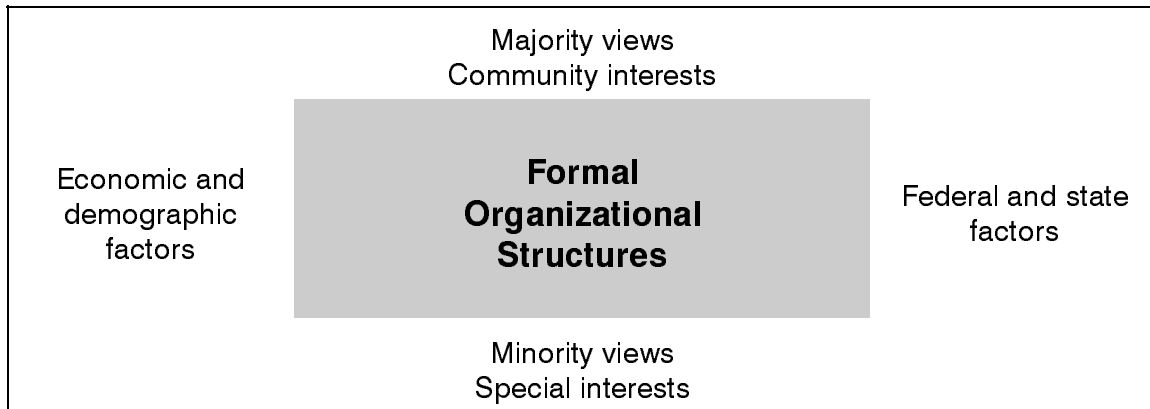 Majority views
Community interests
Economic and
demographic
factors
Formal
Organizational
Structures
Federal and state
factors
Minority views
Special interests